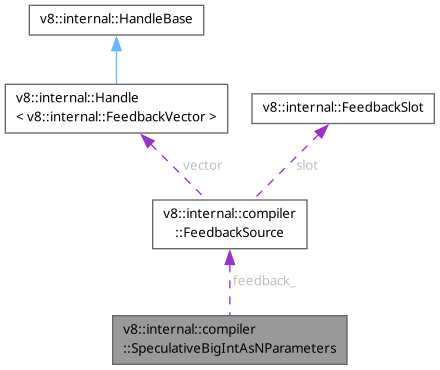 v8::internal::HandleBase
v8::internal::Handle
< v8::internal::FeedbackVector >
v8::internal::FeedbackSlot
vector
slot
v8::internal::compiler
::FeedbackSource
feedback_
v8::internal::compiler
::SpeculativeBigIntAsNParameters